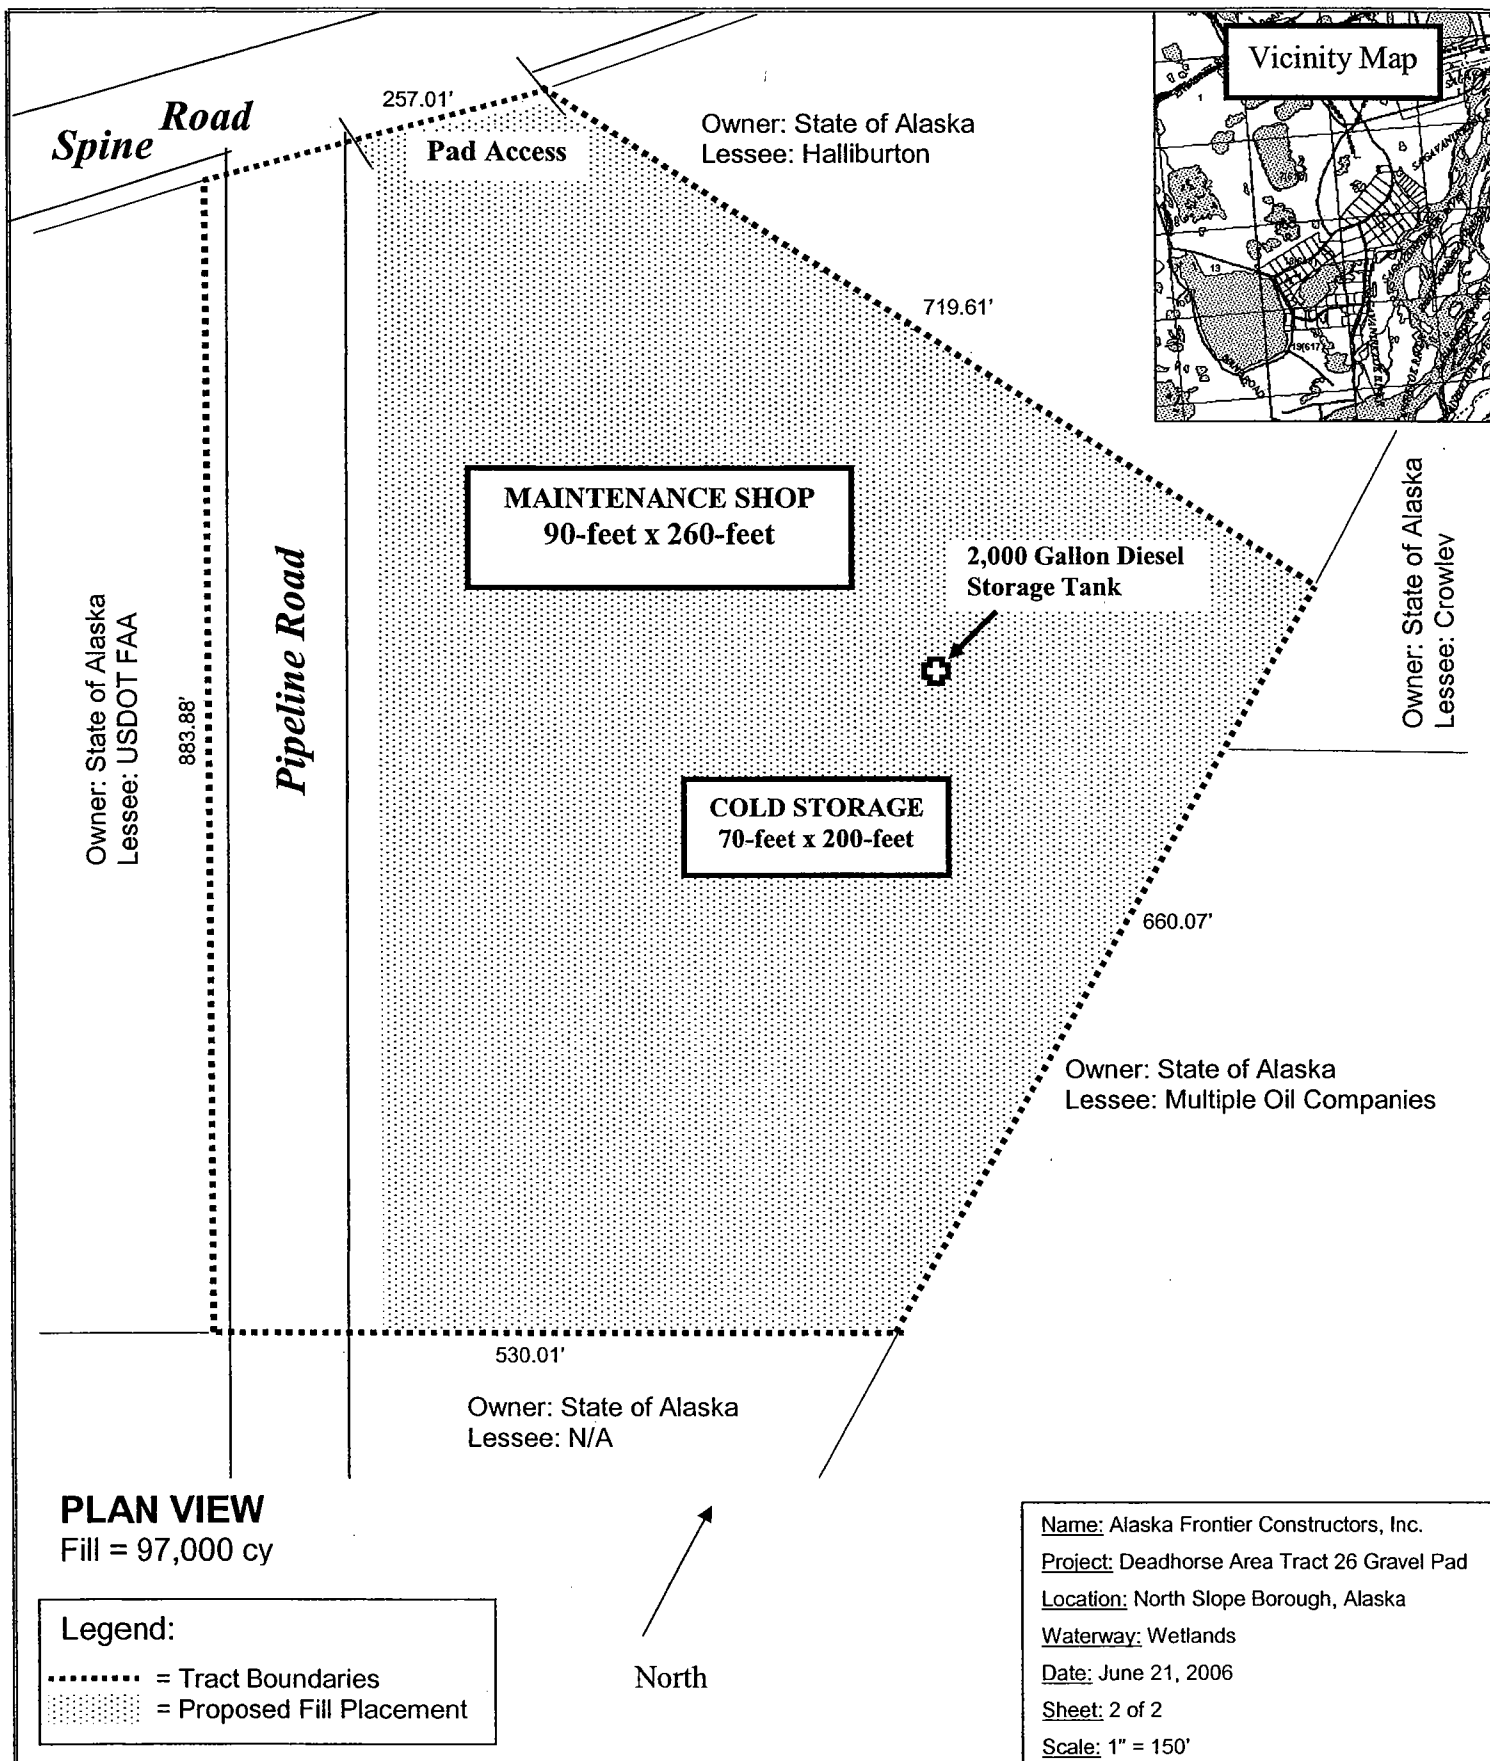 Vicinity Map
Spine Road
257.01'
Pad Access
Owner: State of Alaska
Lessee: Halliburton
719.61'
MAINTENANCE SHOP
90-feet x 260-feet
2,000 Gallon Diesel
Storage Tank
Owner: State of Alaska
Lessee: Crowley
Owner: State of Alaska
Lessee: USDOT FAA
883.88'
Pipeline Road
COLD STORAGE
70-feet x 200-feet
660.07'
Owner: State of Alaska
Lessee: Multiple Oil Companies
530.01'
Owner: State of Alaska
Lessee: N/A
PLAN VIEW
Fill = 97,000 cy
Legend:
= Tract Boundaries
= Proposed Fill Placement
North
Name: Alaska Frontier Constructors, Inc.
Project: Deadhorse Area Tract 26 Gravel Pad
Location: North Slope Borough, Alaska
Waterway: Wetlands
Date: June 21, 2006
Sheet: 2 of 2
Scale: 1" = 150'